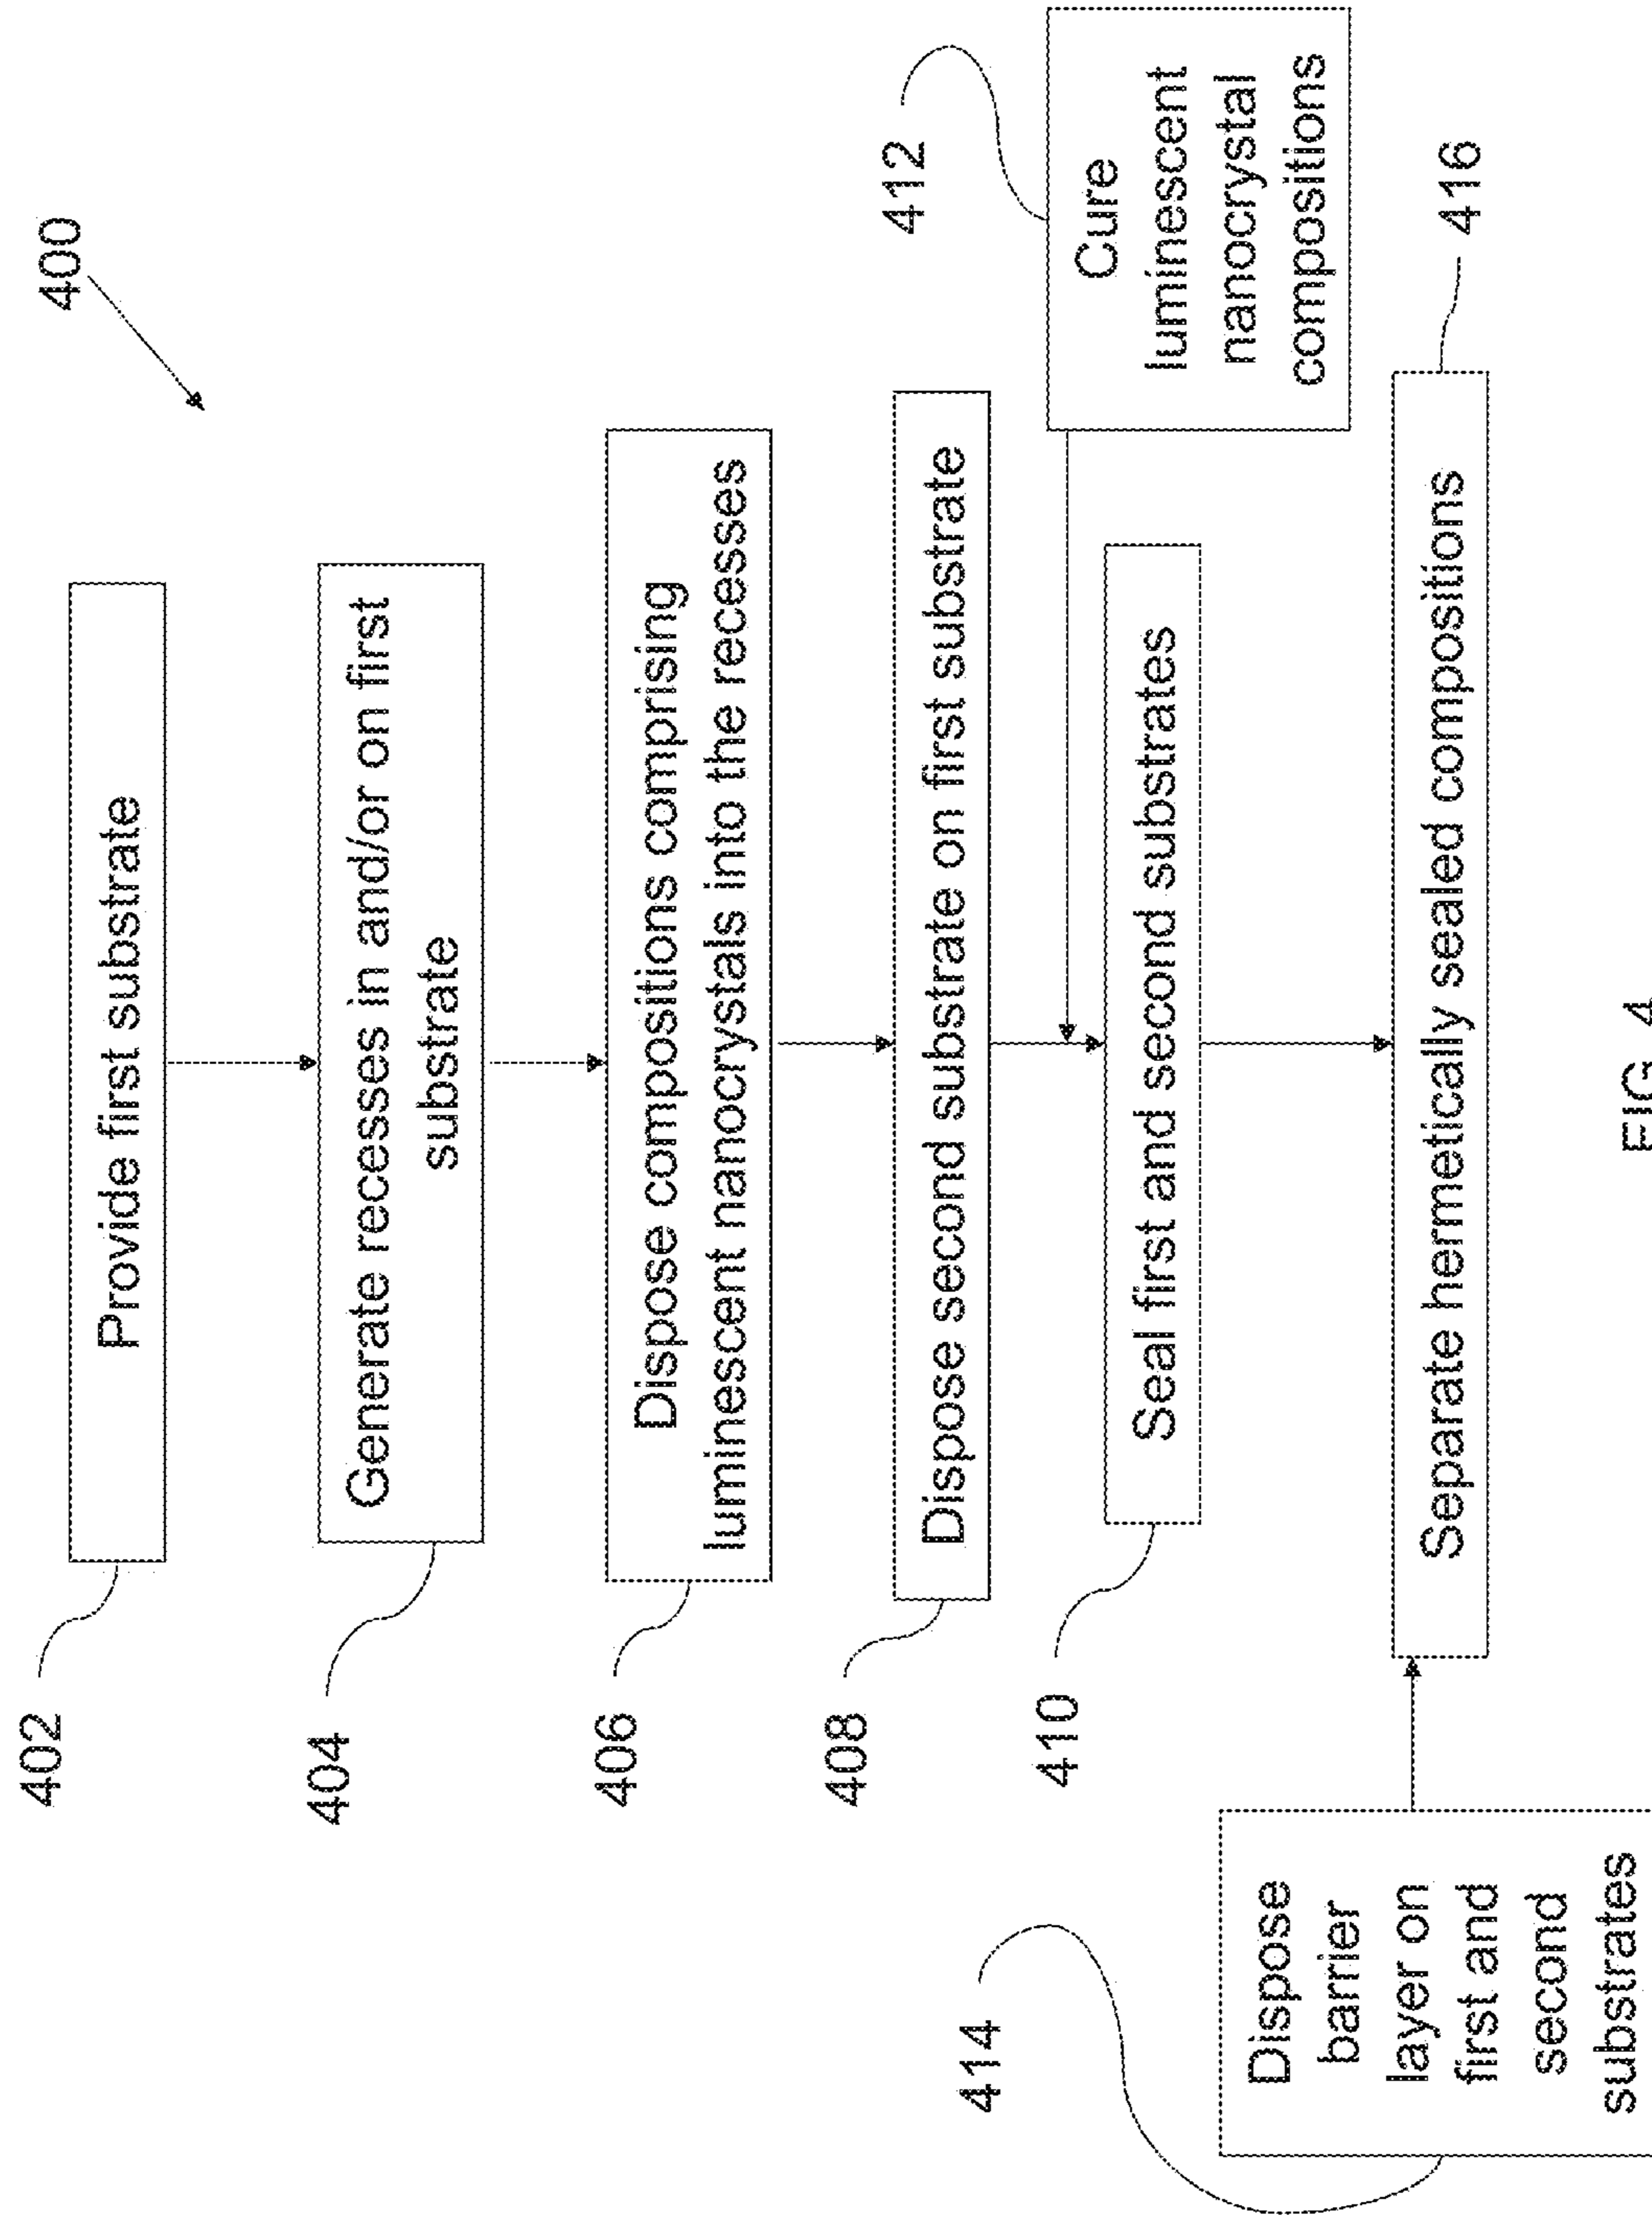 400
402
Provide first substrate
404
Generate recesses in and/or on first
substrate
406
Dispose compositions comprising
luminescent nanocrystals into the recesses
408
Dispose second substrate on first substrate
412
Cure
luminescent
nanocrystal
compositions
410
Seal first and second substrates
414
Dispose
barrier
layer on
first and
second
substrates
416
Separate hermetically sealed compositions
FIG. 4